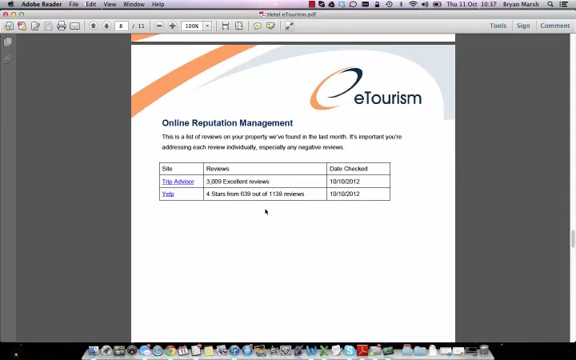 Adobe Reader File Edit View Window Help Thu 11 Oct 10:37 Bryan Marsh
Hotel eTourism.pdf
8 / 11 100% Tools Sign Comment
eTourism
Online Reputation Management
This is a list of reviews on your property we've found in the last month. It's important you're
addressing each review individually, especially any negative reviews.
Site Reviews Date Checked
Trip Advisor 3,009 Excellent reviews 10/10/2012
Yelp 4 Stars from 639 out of 1138 reviews 10/10/2012